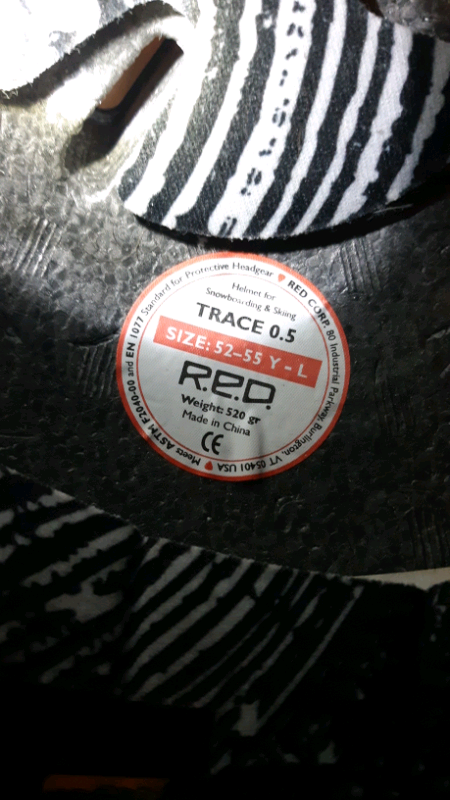 Meets ASTM F2040-00 and EN 1077 Standard for Protective Headgear
RED CORP. 80 Industrial Parkway, Burlington, VT 05401 USA
Helmet for
Snowboarding & Skiing
TRACE 0.5
SIZE: 52-55 Y - L
R.E.D.
Weight: 520 gr
Made in China
CE